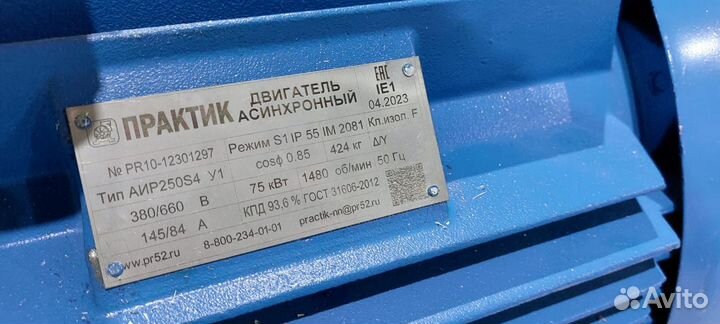 ПРАКТИК
ДВИГАТЕЛЬ
АСИНХРОННЫЙ
EAC
IE1
04.2023
№ PR10-12301297 Режим S1 IP 55 IM 2081 Кл.изол. F
Тип АИР250S4 У1 cosф 0.85 424 кг Δ/Y
380/660 В 75 кВт 1480 об/мин 50 Гц
145/84 А КПД 93,6 % ГОСТ 31606-2012
www.pr52.ru 8-800-234-01-01 practik-nn@pr52.ru
Avito